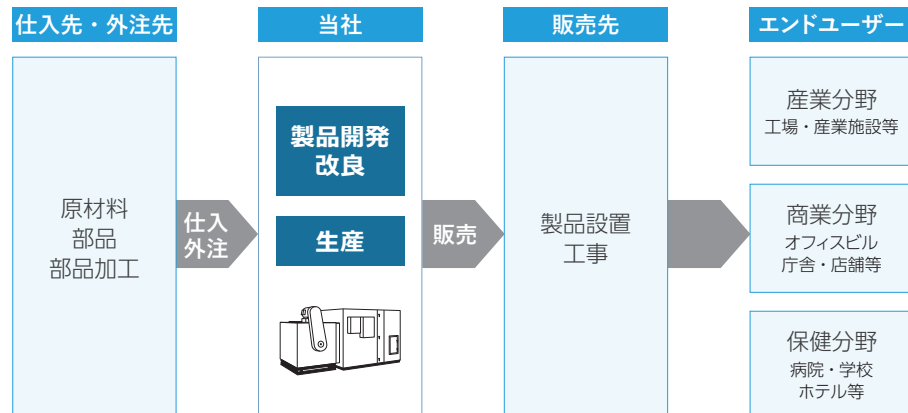 仕入先・外注先
当社
販売先
エンドユーザー
原材料
部品
部品加工
仕入
外注
製品開発
改良
生産
販売
製品設置
工事
産業分野
工場・産業施設等
商業分野
オフィスビル
庁舎・店舗等
保健分野
病院・学校
ホテル等